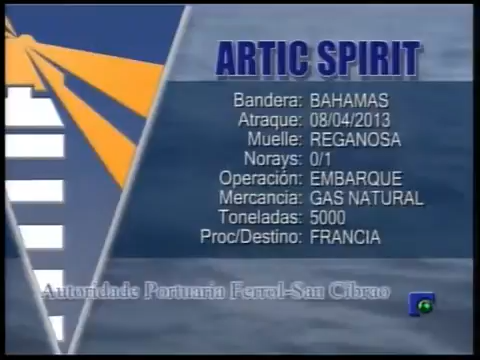 ARTIC SPIRIT
Bandera: BAHAMAS
Atraque: 08/04/2013
Muelle: REGANOSA
Norays: 0/1
Operación: EMBARQUE
Mercancia: GAS NATURAL
Toneladas: 5000
Proc/Destino: FRANCIA
Autoridade Portuaria Ferrol-San Cibrao